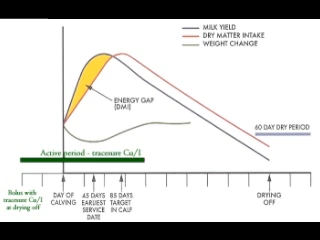 MILK YIELD
DRY MATTER INTAKE
WEIGHT CHANGE
ENERGY GAP
(DMI)
60 DAY DRY PERIOD
Active period - tracesure Cu/I
Bolus with
tracesure Cu/I
at drying off
DAY OF
CALVING
45 DAYS
EARLIEST
SERVICE
DATE
85 DAYS
TARGET
IN CALF
DRYING
OFF